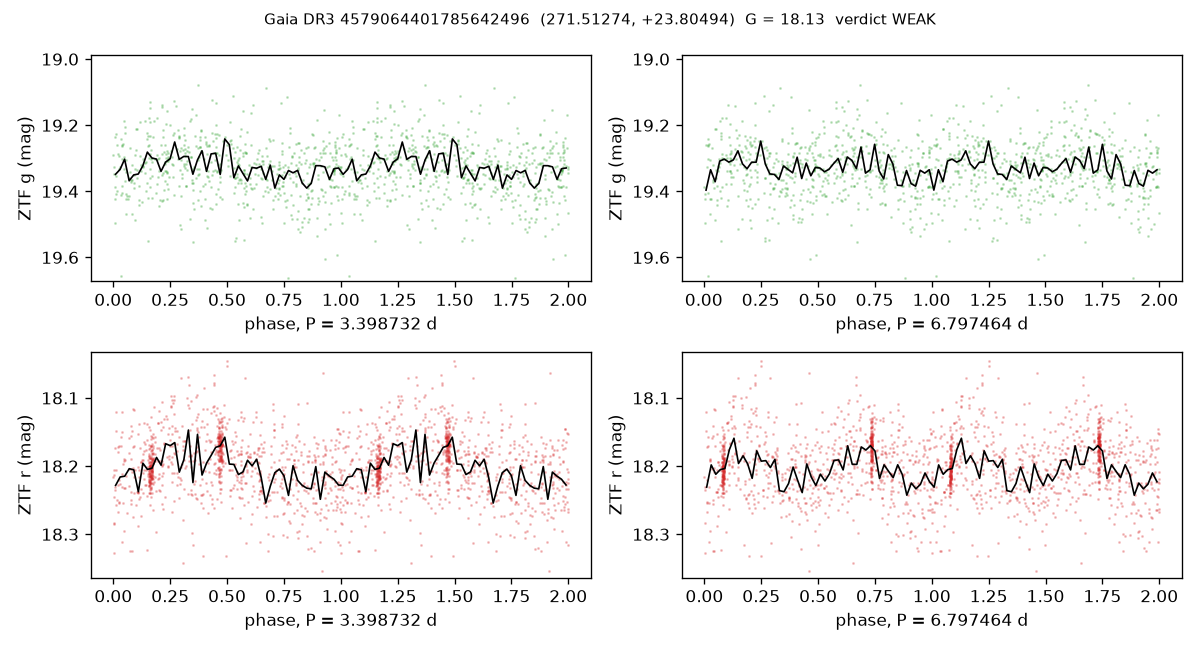 Gaia DR3 4579064401785642496  (271.51274, +23.80494)  G = 18.13  verdict WEAK
19.0
19.2
19.4
19.6
ZTF g (mag)
0.00 0.25 0.50 0.75 1.00 1.25 1.50 1.75 2.00
phase, P = 3.398732 d
19.0
19.2
19.4
19.6
ZTF g (mag)
0.00 0.25 0.50 0.75 1.00 1.25 1.50 1.75 2.00
phase, P = 6.797464 d
18.1
18.2
18.3
ZTF r (mag)
0.00 0.25 0.50 0.75 1.00 1.25 1.50 1.75 2.00
phase, P = 3.398732 d
18.1
18.2
18.3
ZTF r (mag)
0.00 0.25 0.50 0.75 1.00 1.25 1.50 1.75 2.00
phase, P = 6.797464 d